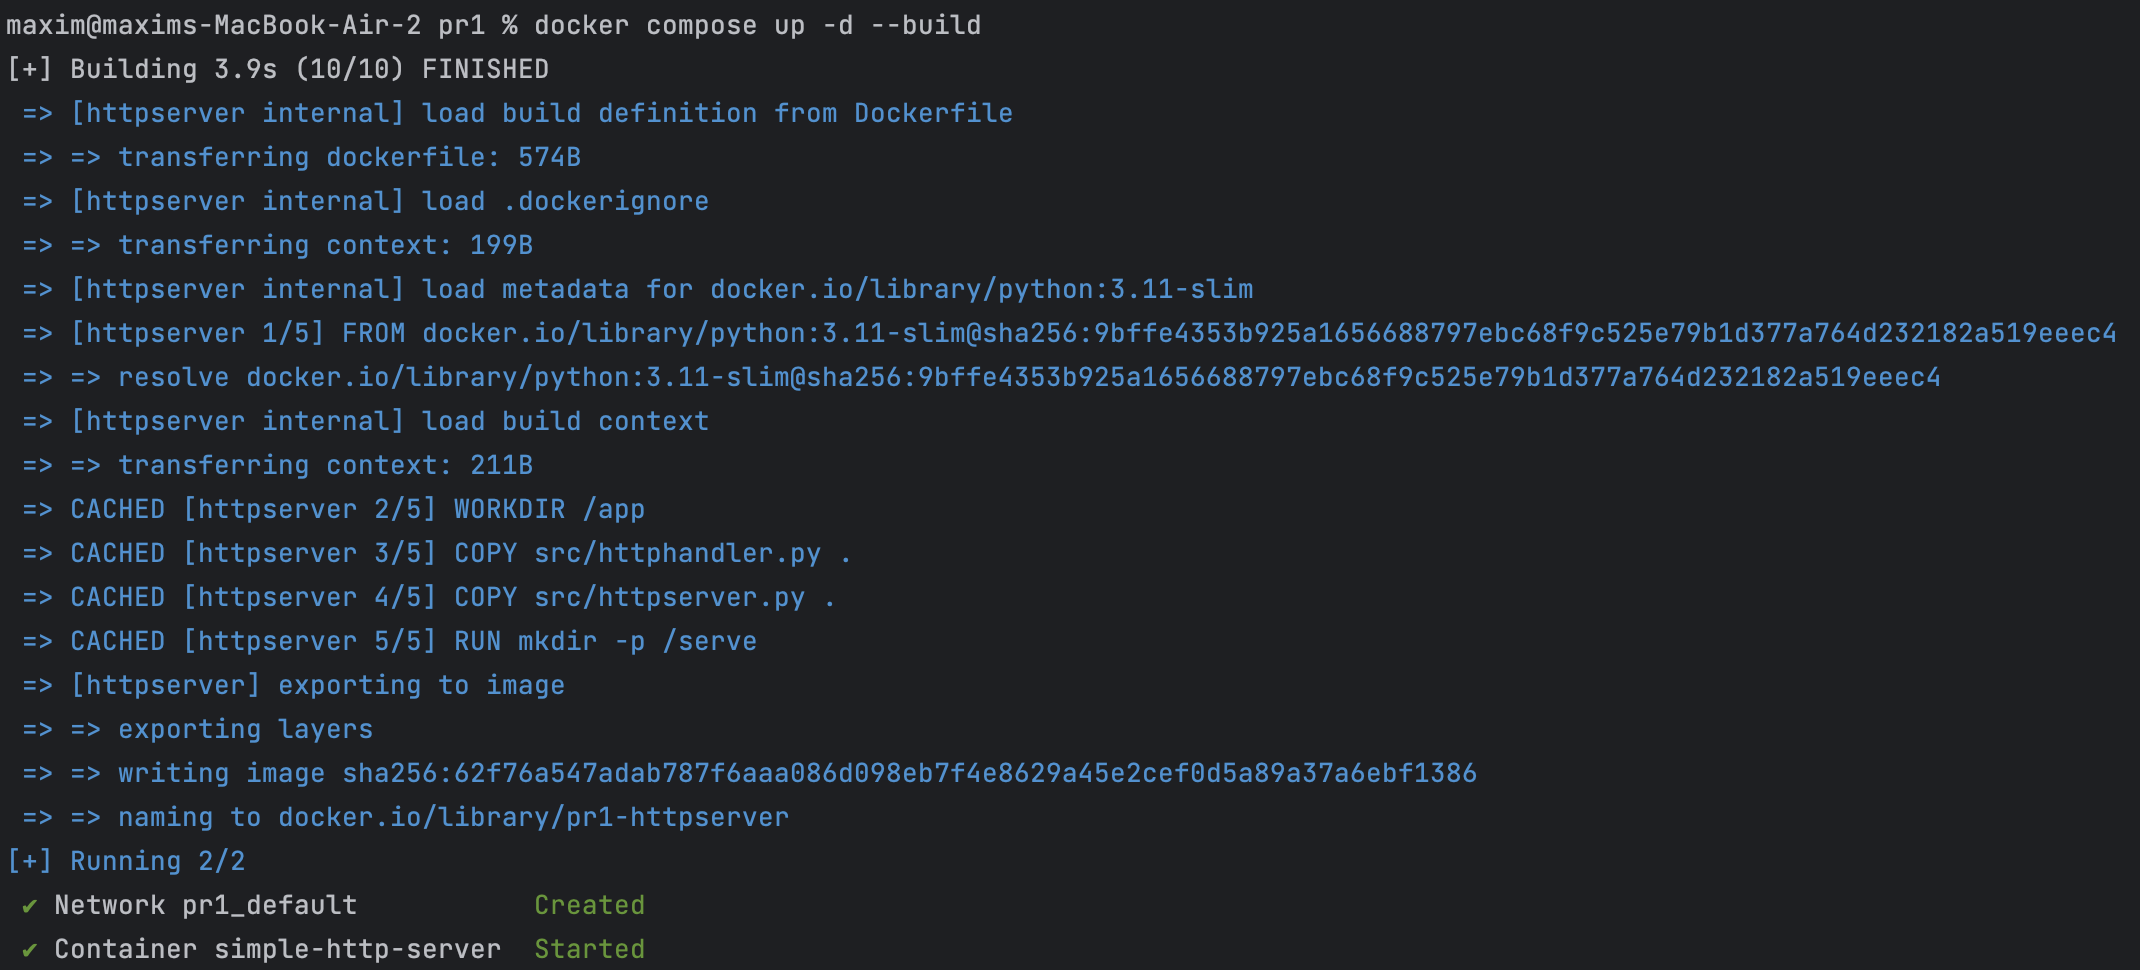 maxim@maxims-MacBook-Air-2 pr1 % docker compose up -d --build
[+] Building 3.9s (10/10) FINISHED
 => [httpserver internal] load build definition from Dockerfile
 => => transferring dockerfile: 574B
 => [httpserver internal] load .dockerignore
 => => transferring context: 199B
 => [httpserver internal] load metadata for docker.io/library/python:3.11-slim
 => [httpserver 1/5] FROM docker.io/library/python:3.11-slim@sha256:9bffe4353b925a1656688797ebc68f9c525e79b1d377a764d232182a519eeec4
 => => resolve docker.io/library/python:3.11-slim@sha256:9bffe4353b925a1656688797ebc68f9c525e79b1d377a764d232182a519eeec4
 => [httpserver internal] load build context
 => => transferring context: 211B
 => CACHED [httpserver 2/5] WORKDIR /app
 => CACHED [httpserver 3/5] COPY src/httphandler.py .
 => CACHED [httpserver 4/5] COPY src/httpserver.py .
 => CACHED [httpserver 5/5] RUN mkdir -p /serve
 => [httpserver] exporting to image
 => => exporting layers
 => => writing image sha256:62f76a547adab787f6aaa086d098eb7f4e8629a45e2cef0d5a89a37a6ebf1386
 => => naming to docker.io/library/pr1-httpserver
[+] Running 2/2
 ✔ Network pr1_default           Created
 ✔ Container simple-http-server  Started